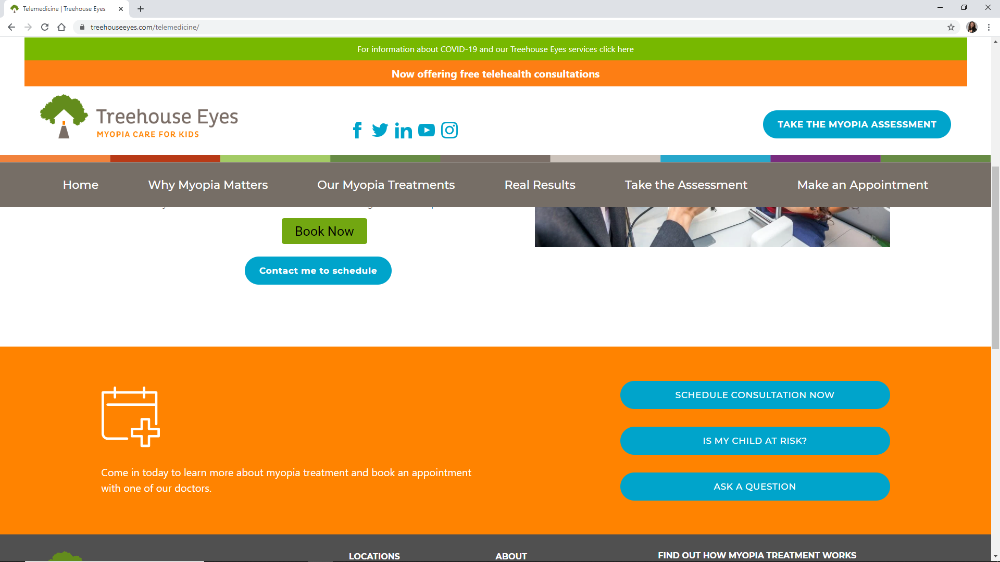 Telemedicine | Treehouse Eyes
treehouseeyes.com/telemedicine/
For information about COVID-19 and our Treehouse Eyes services click here
Now offering free telehealth consultations
Treehouse Eyes
MYOPIA CARE FOR KIDS
TAKE THE MYOPIA ASSESSMENT
Home Why Myopia Matters Our Myopia Treatments Real Results Take the Assessment Make an Appointment
Book Now
Contact me to schedule
SCHEDULE CONSULTATION NOW
IS MY CHILD AT RISK?
ASK A QUESTION
Come in today to learn more about myopia treatment and book an appointment
with one of our doctors.
LOCATIONS ABOUT FIND OUT HOW MYOPIA TREATMENT WORKS